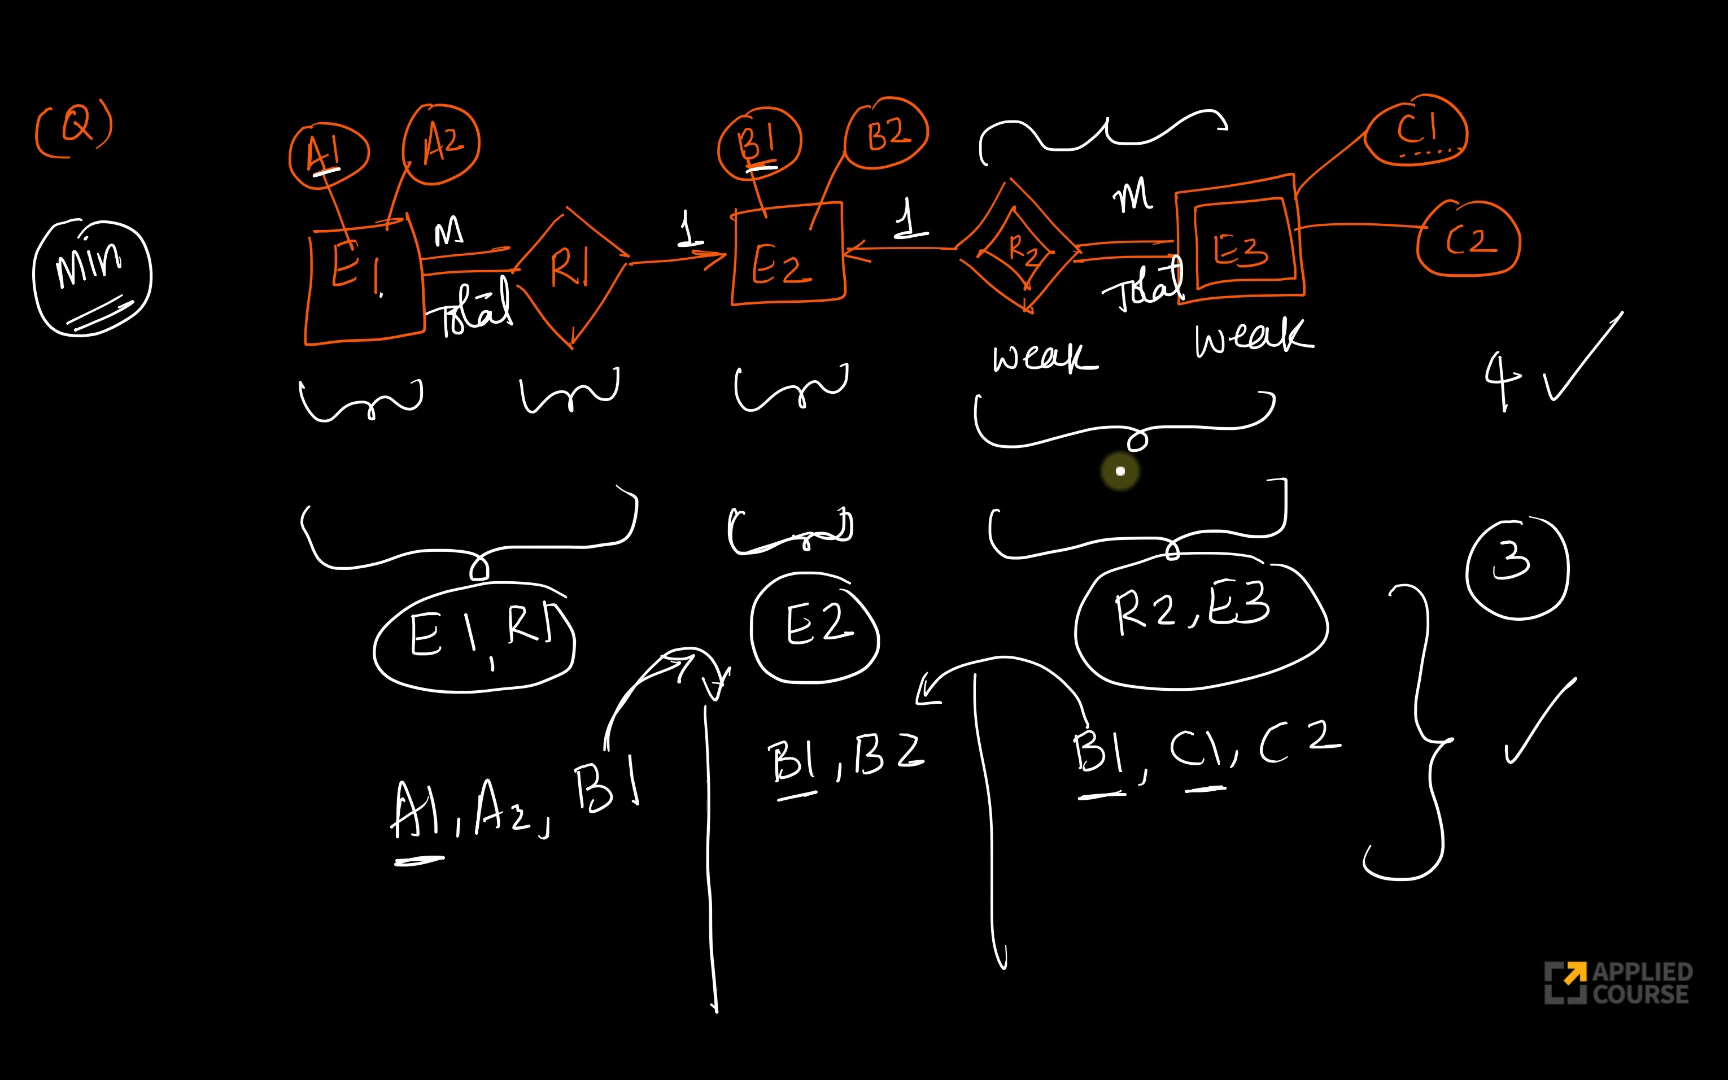 (Q)
A1 A2 B1 B2 C1
M 1 1 M
Min E1 R1 E2 R2 E3 C2
Total Total
weak weak
4
3
E1, R1 E2 R2, E3
A1, A2, B1 B1, B2 B1, C1, C2
APPLIED
COURSE